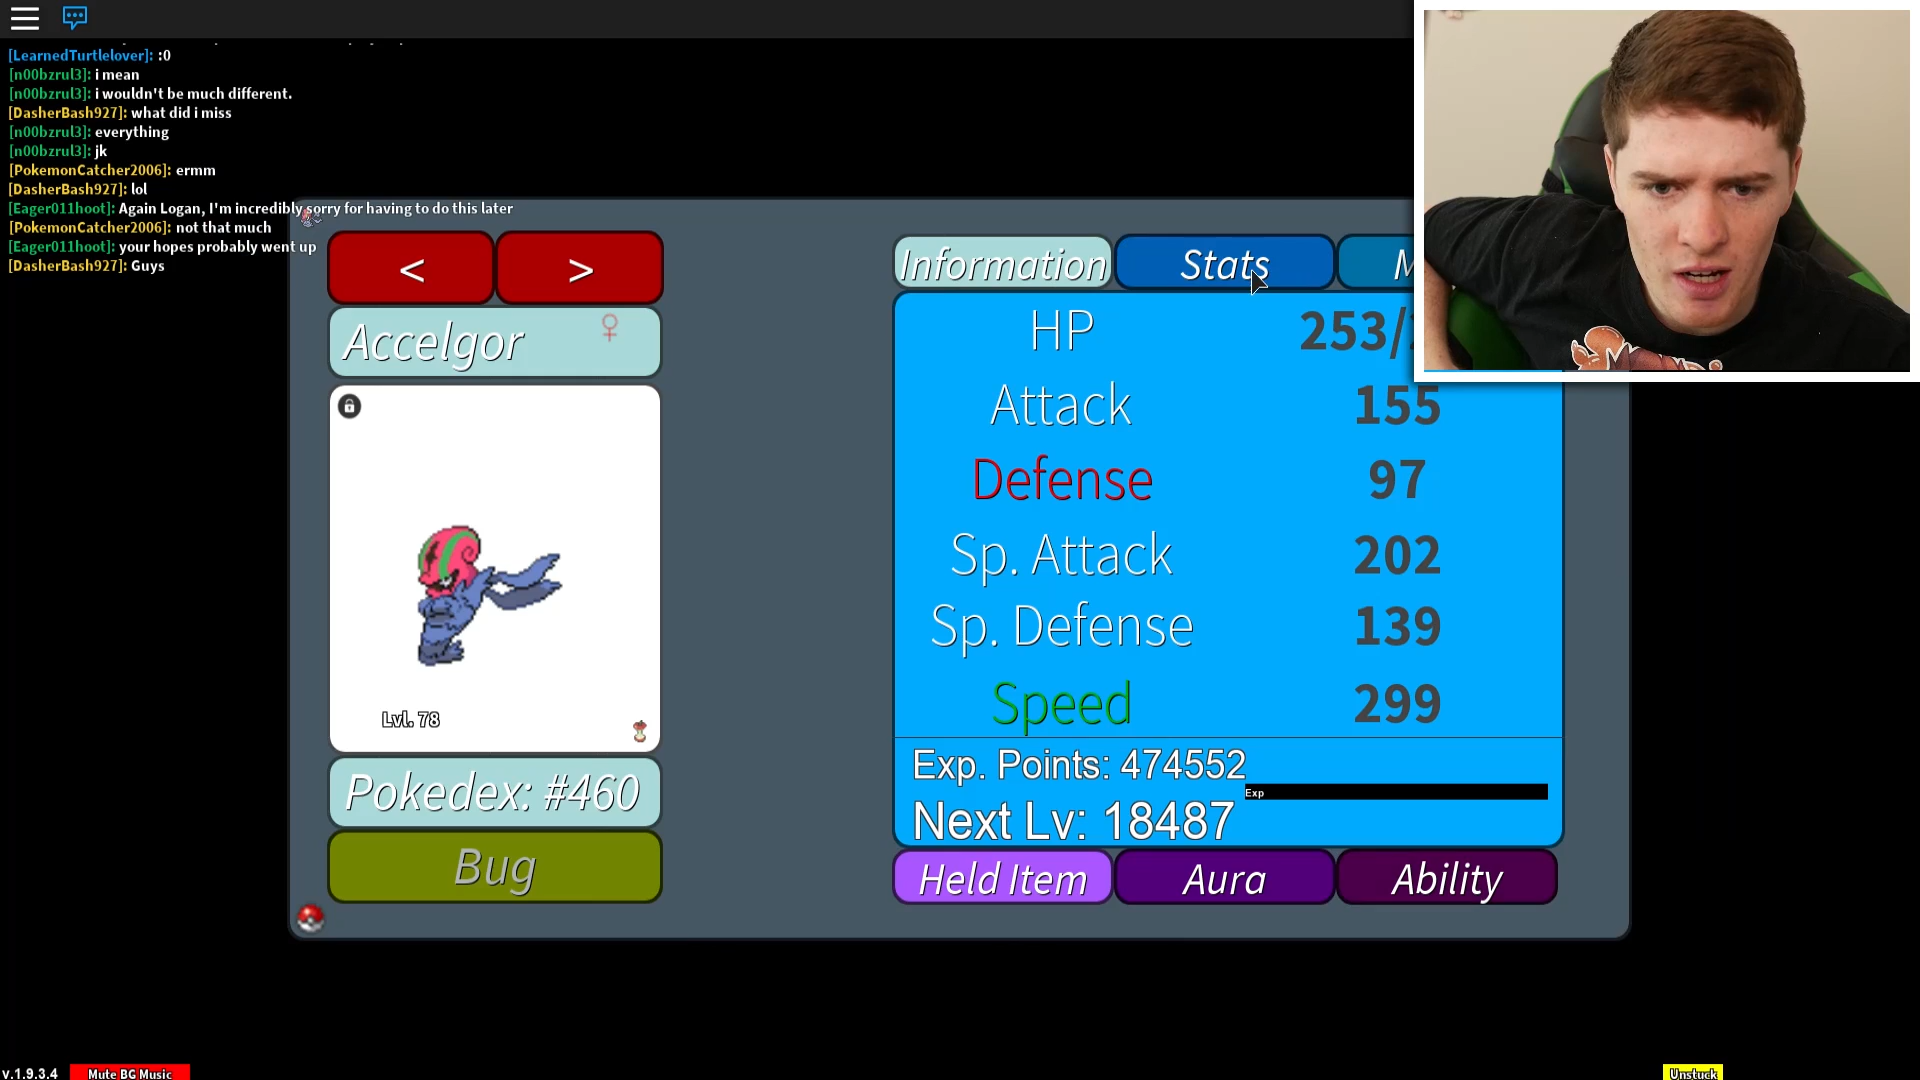 [LearnedTurtlelover]: :0
[n00bzrul3]: i mean
[n00bzrul3]: i wouldn't be much different.
[DasherBash927]: what did i miss
[n00bzrul3]: everything
[n00bzrul3]: jk
[PokemonCatcher2006]: ermm
[DasherBash927]: lol
[Eager011hoot]: Again Logan, I'm incredibly sorry for having to do this later
[PokemonCatcher2006]: not that much
[Eager011hoot]: your hopes probably went up
[DasherBash927]: Guys
< >
Accelgor ♀
Lvl. 78
Pokedex: #460
Bug
Information Stats M
HP 253/
Attack 155
Defense 97
Sp. Attack 202
Sp. Defense 139
Speed 299
Exp. Points: 474552
Exp
Next Lv: 18487
Held Item Aura Ability
v.1.9.3.4 Mute BG Music Unstuck